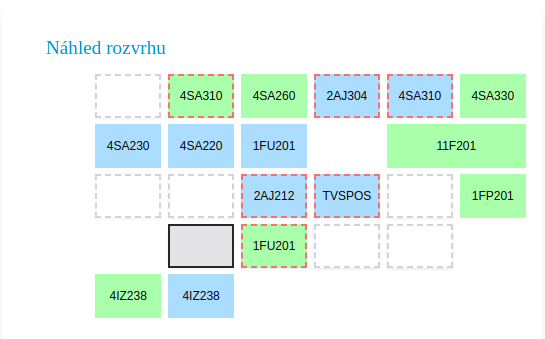 Náhled rozvrhu
4SA310 4SA260 2AJ304 4SA310 4SA330
4SA230 4SA220 1FU201 11F201
2AJ212 TVSPOS 1FP201
1FU201
4IZ238 4IZ238